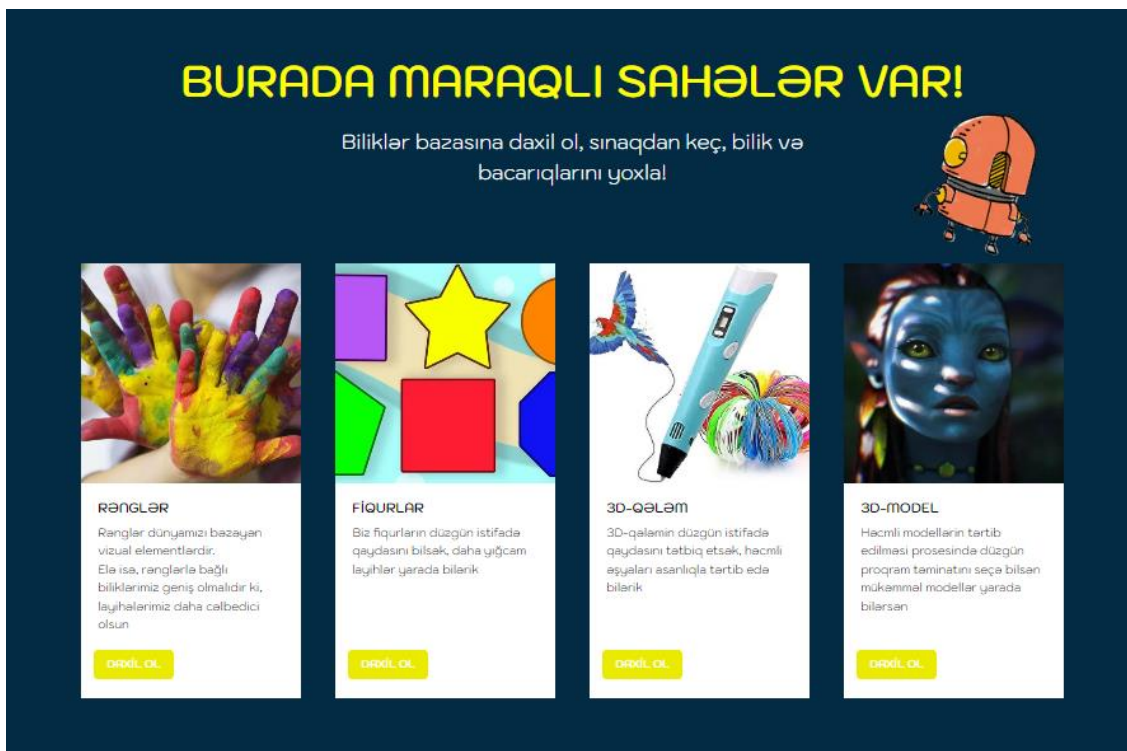 BURADA MARAQLI SAHƏLƏR VAR!
Biliklər bazasına daxil ol, sınaqdan keç, bilik və
bacarıqlarını yoxla!
RƏNGLƏR
Rənglər dünyamızı bəzəyən
vizual elementlərdir.
Elə isə, rənglərlə bağlı
biliklərimiz geniş olmalıdır ki,
layihələrimiz daha cəlbedici
olsun
DAXİL OL
FİQURLAR
Biz fiqurların düzgün istifadə
qaydasını bilsək, daha yığcam
layihlər yarada bilərik
DAXİL OL
3D-QƏLƏM
3D-qələmin düzgün istifadə
qaydasını tətbiq etsək, həcmli
əşyaları asanlıqla tərtib edə
bilərik
DAXİL OL
3D-MODEL
Həcmli modellərin tərtib
edilməsi prosesində düzgün
proqram təminatını seçə bilsən
mükəmməl modellər yarada
bilərsən
DAXİL OL